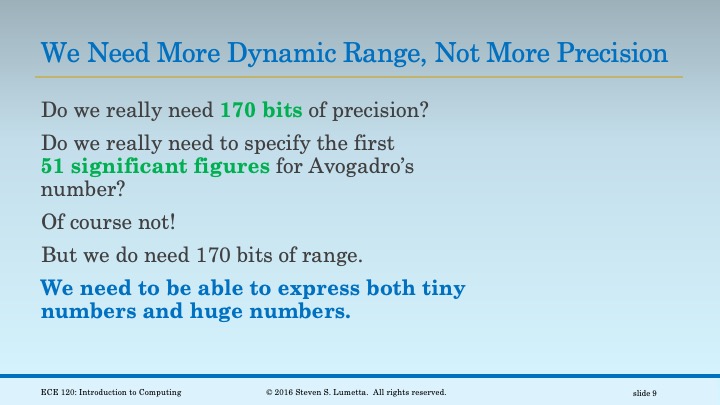 We Need More Dynamic Range, Not More Precision
Do we really need 170 bits of precision?
Do we really need to specify the first
51 significant figures for Avogadro’s
number?
Of course not!
But we do need 170 bits of range.
We need to be able to express both tiny
numbers and huge numbers.
ECE 120: Introduction to Computing
© 2016 Steven S. Lumetta. All rights reserved.
slide 9